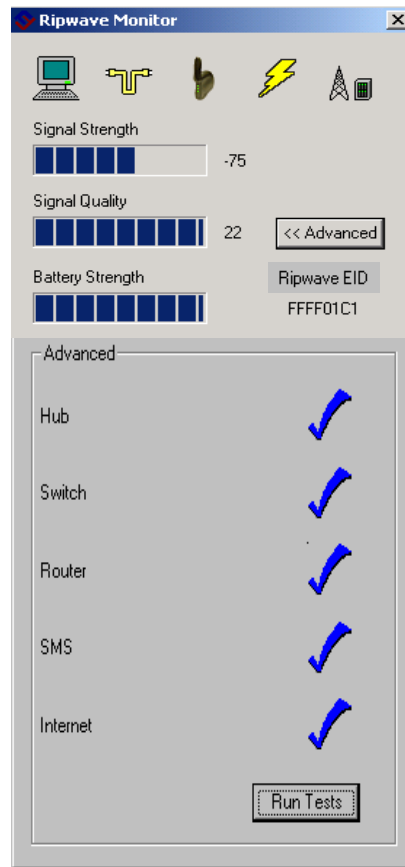 Ripwave Monitor
Signal Strength
-75
Signal Quality
22
<< Advanced
Battery Strength
Ripwave EID
FFFF01C1
Advanced
Hub
Switch
Router
SMS
Internet
Run Tests